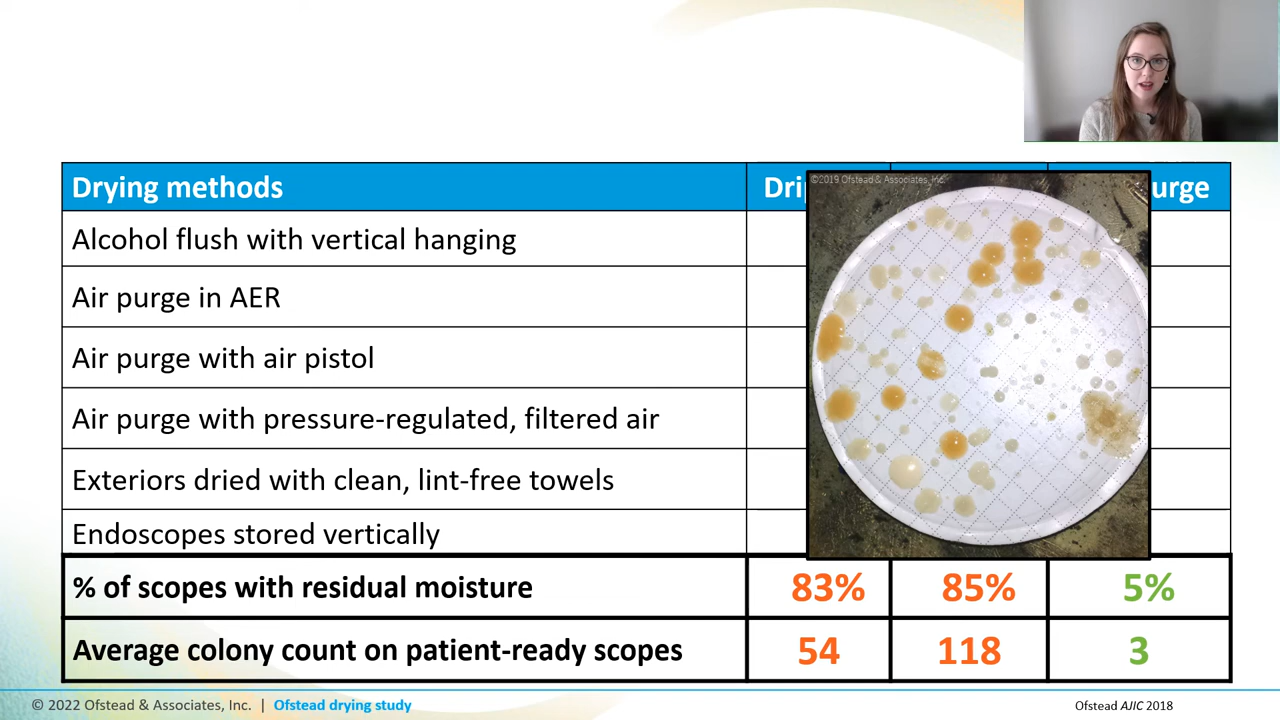 ©2019 Ofstead & Associates, Inc.
Drying methods
urge
Alcohol flush with vertical hanging
Air purge in AER
Air purge with air pistol
Air purge with pressure-regulated, filtered air
Exteriors dried with clean, lint-free towels
Endoscopes stored vertically
% of scopes with residual moisture 83% 85% 5%
Average colony count on patient-ready scopes 54 118 3
© 2022 Ofstead & Associates, Inc. | Ofstead drying study Ofstead AJIC 2018